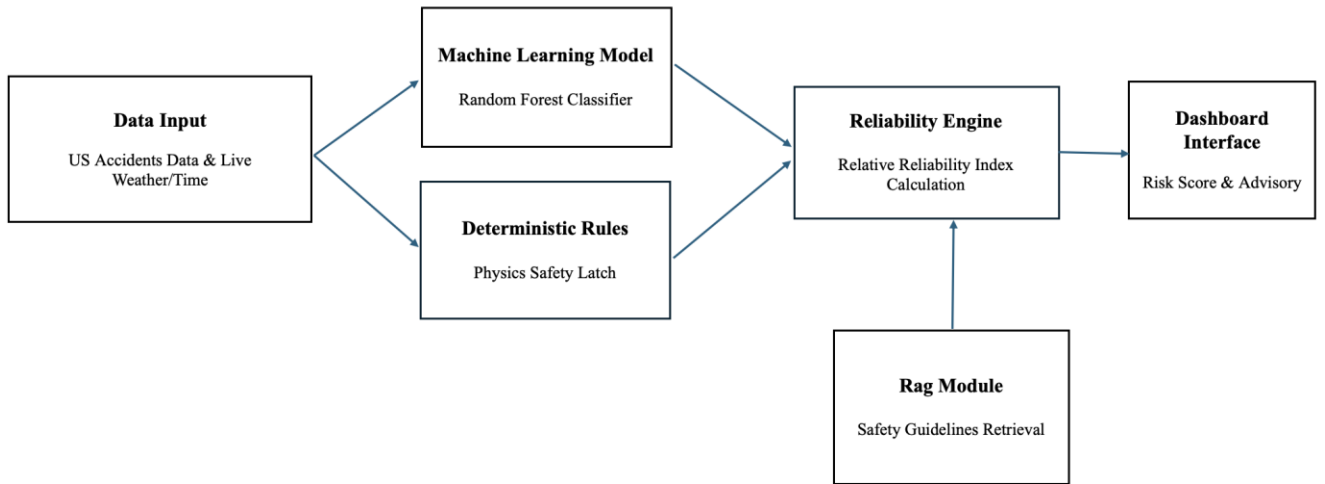 Data Input
US Accidents Data & Live
Weather/Time
Machine Learning Model
Random Forest Classifier
Deterministic Rules
Physics Safety Latch
Reliability Engine
Relative Reliability Index
Calculation
Rag Module
Safety Guidelines Retrieval
Dashboard
Interface
Risk Score & Advisory